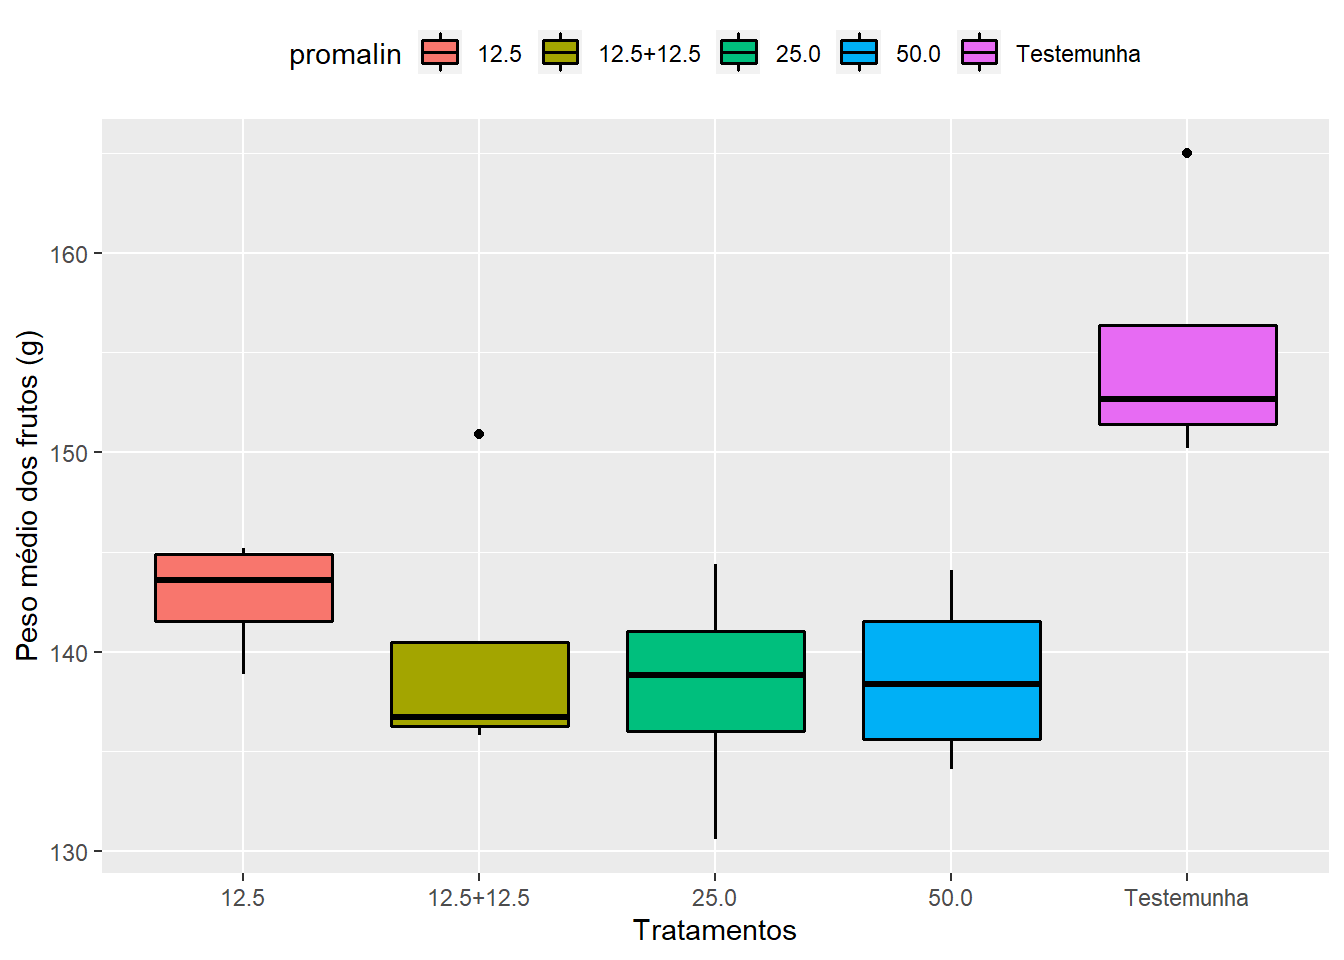 promalin 12.5 12.5+12.5 25.0 50.0 Testemunha
Peso médio dos frutos (g)
160
150
140
130
12.5 12.5+12.5 25.0 50.0 Testemunha
Tratamentos